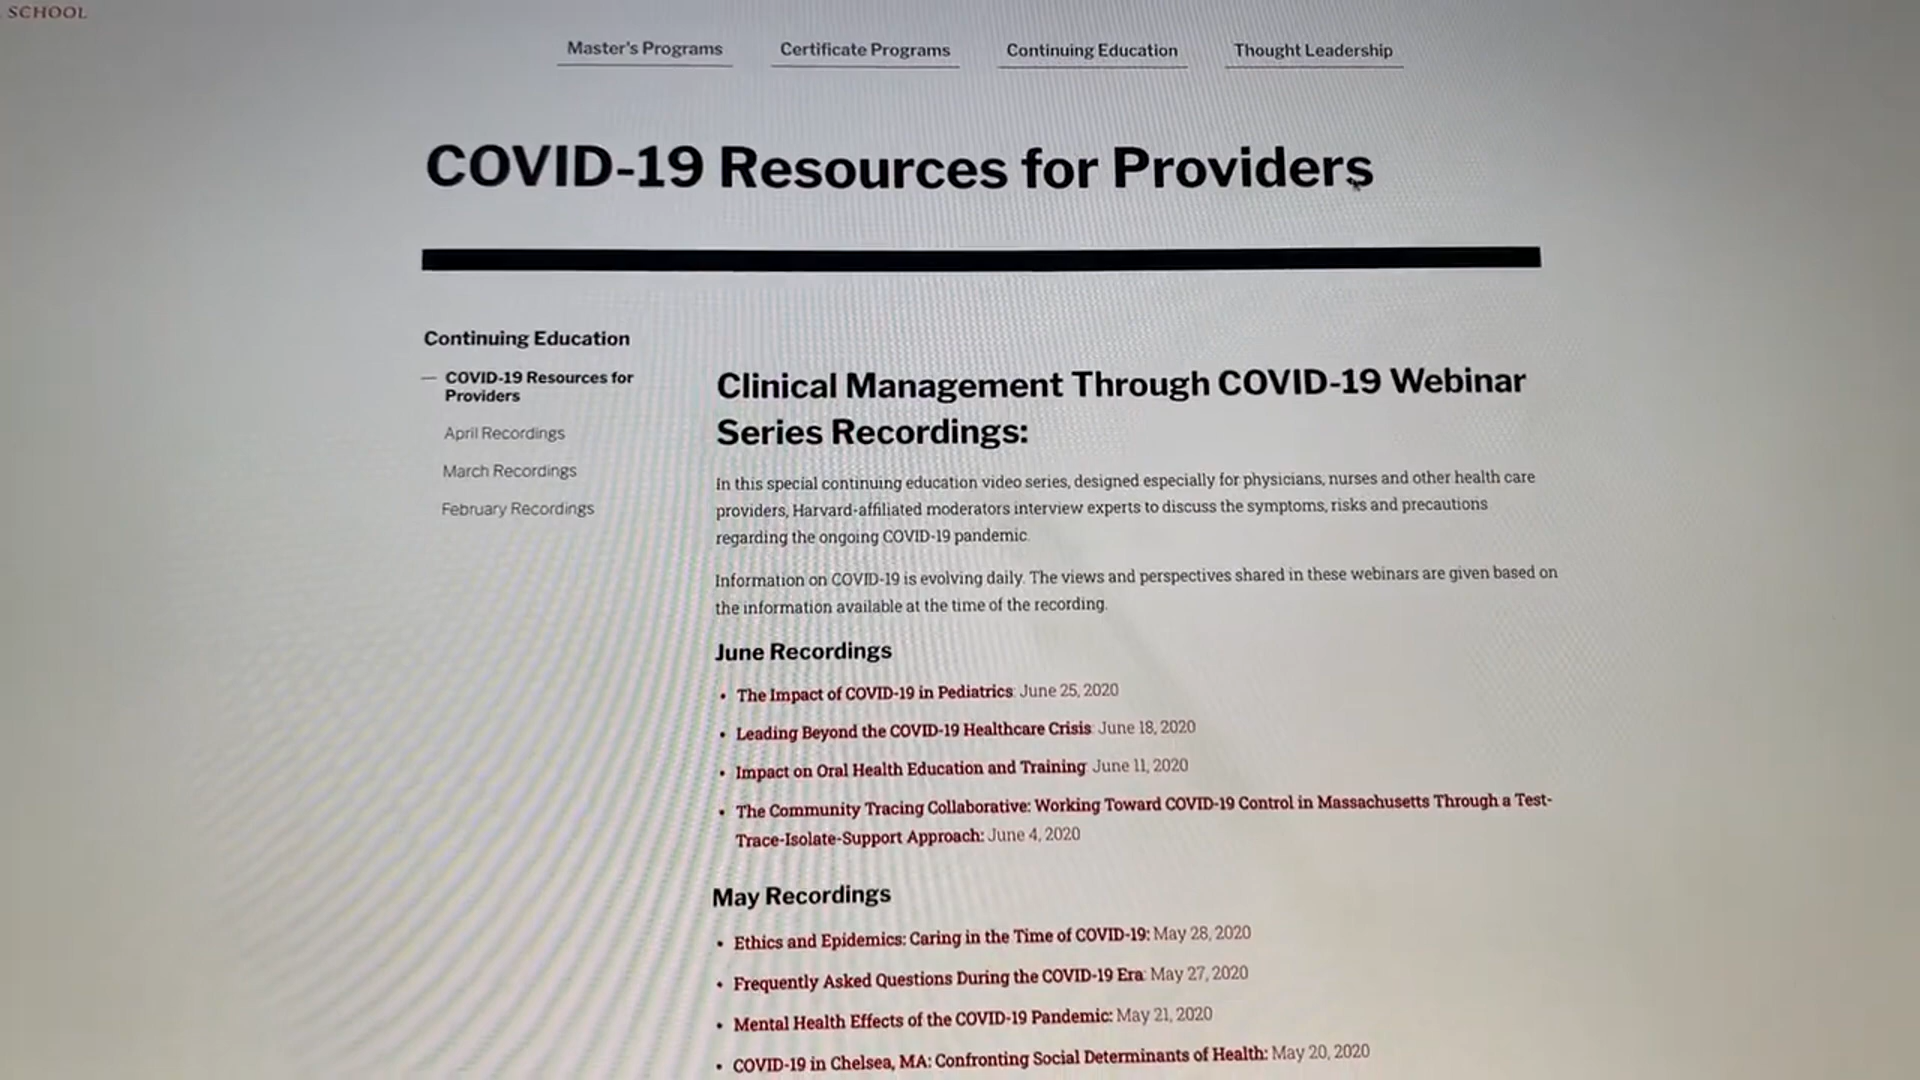 SCHOOL
Master's Programs Certificate Programs Continuing Education Thought Leadership
COVID-19 Resources for Providers
Continuing Education
— COVID-19 Resources for
Providers
April Recordings
March Recordings
February Recordings
Clinical Management Through COVID-19 Webinar
Series Recordings:
In this special continuing education video series, designed especially for physicians, nurses and other health care
providers, Harvard-affiliated moderators interview experts to discuss the symptoms, risks and precautions
regarding the ongoing COVID-19 pandemic.
Information on COVID-19 is evolving daily. The views and perspectives shared in these webinars are given based on
the information available at the time of the recording.
June Recordings
• The Impact of COVID-19 in Pediatrics: June 25, 2020
• Leading Beyond the COVID-19 Healthcare Crisis: June 18, 2020
• Impact on Oral Health Education and Training: June 11, 2020
• The Community Tracing Collaborative: Working Toward COVID-19 Control in Massachusetts Through a Test-
Trace-Isolate-Support Approach: June 4, 2020
May Recordings
• Ethics and Epidemics: Caring in the Time of COVID-19: May 28, 2020
• Frequently Asked Questions During the COVID-19 Era: May 27, 2020
• Mental Health Effects of the COVID-19 Pandemic: May 21, 2020
• COVID-19 in Chelsea, MA: Confronting Social Determinants of Health: May 20, 2020